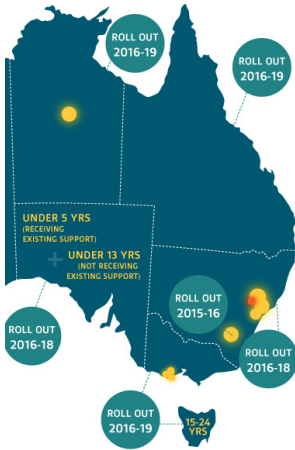 ROLL OUT
2016-19
ROLL OUT
2016-19
UNDER 5 YRS
(RECEIVING
EXISTING SUPPORT)
UNDER 13 YRS
(NOT RECEIVING
EXISTING SUPPORT)
ROLL OUT
2015-16
ROLL OUT
2016-18
ROLL OUT
2016-18
ROLL OUT
2016-19
15-24
YRS